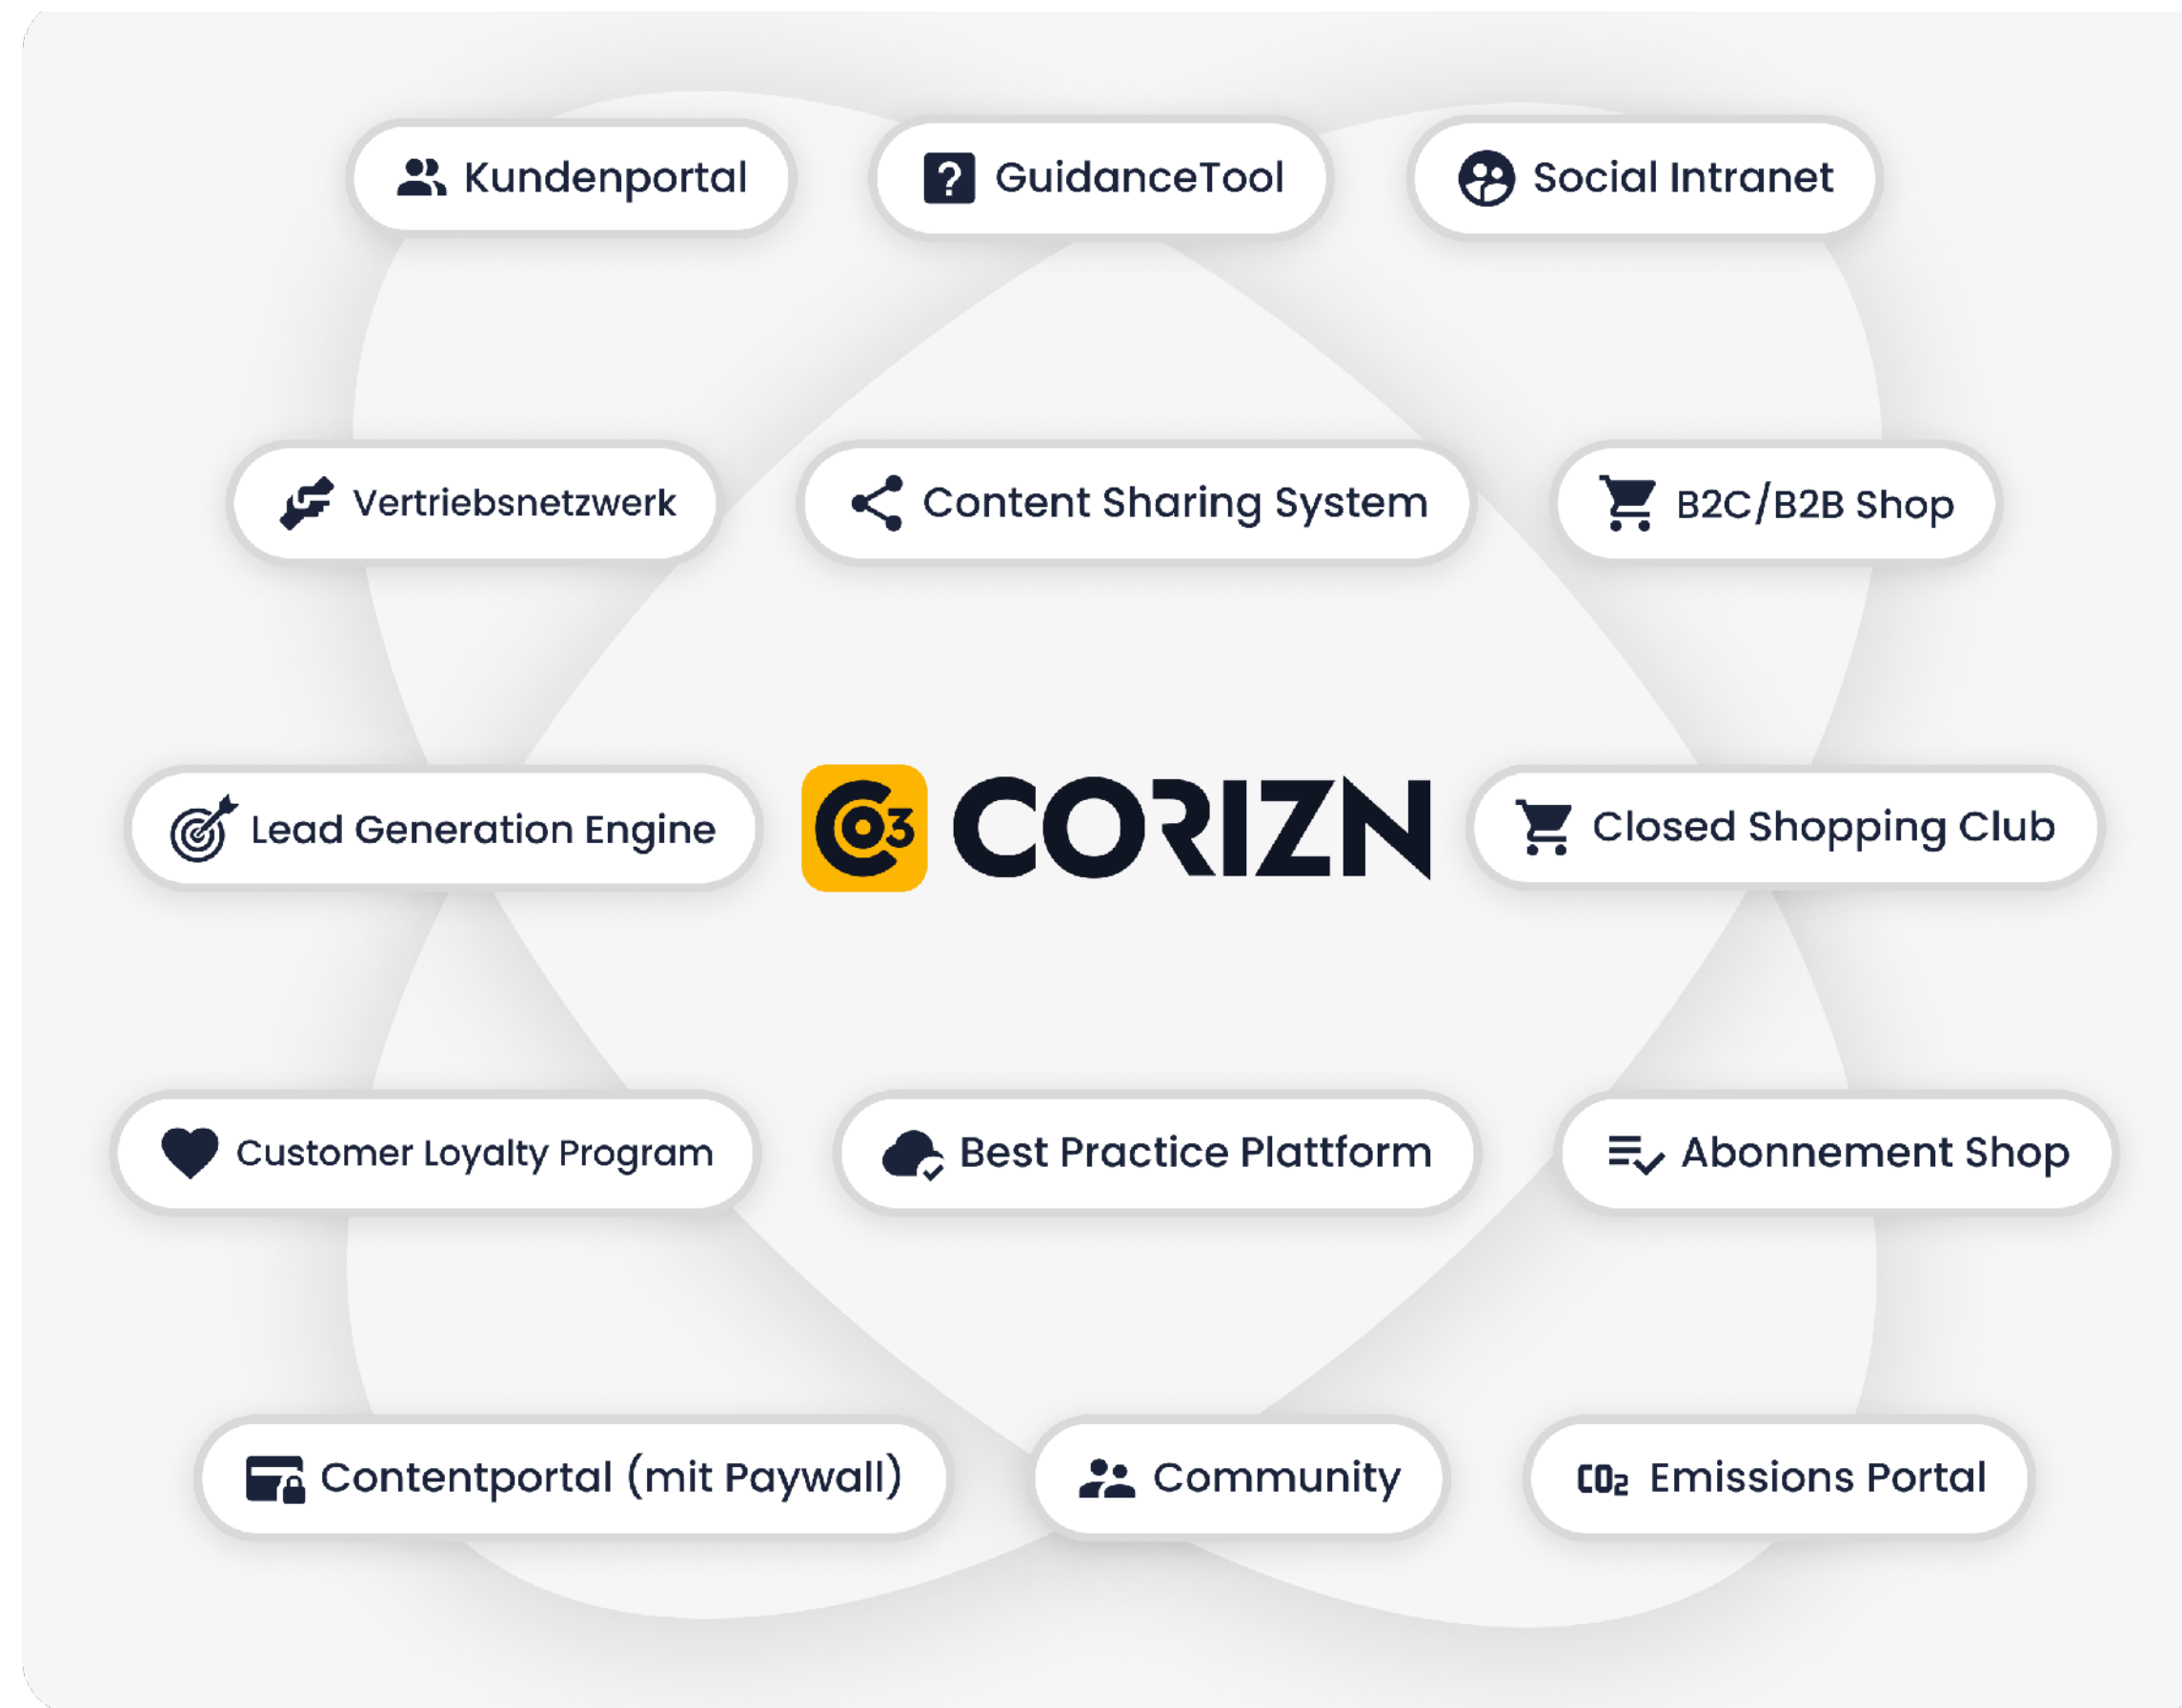 Kundenportal
GuidanceTool
Social Intranet
Vertriebsnetzwerk
Content Sharing System
B2C/B2B Shop
Lead Generation Engine
CO3 CORIZN
Closed Shopping Club
Customer Loyalty Program
Best Practice Plattform
Abonnement Shop
Contentportal (mit Paywall)
Community
CO₂ Emissions Portal